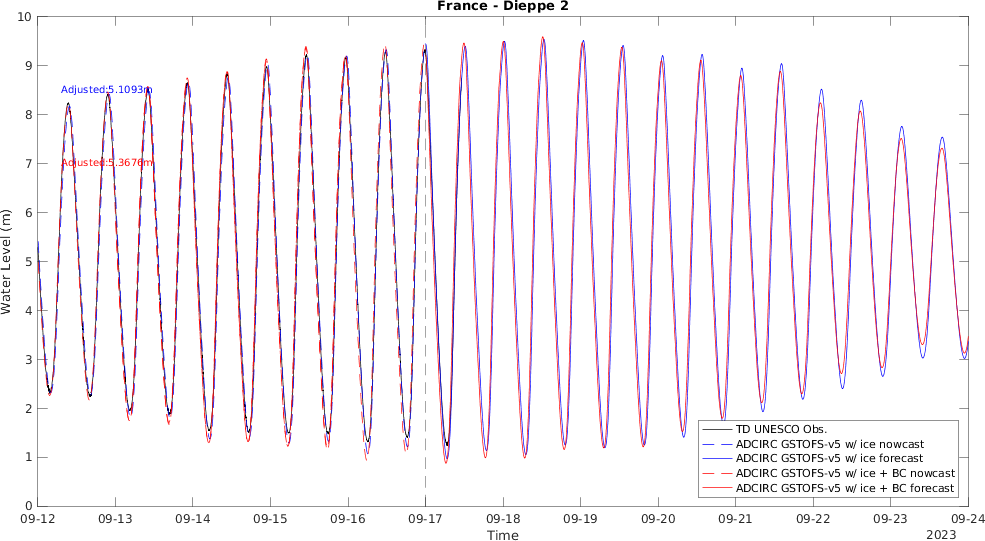 France - Dieppe 2
10
9
8
7
6
5
4
3
2
1
0
Water Level (m)
Adjusted:5.1093m
Adjusted:5.3676m
TD UNESCO Obs.
ADCIRC GSTOFS-v5 w/ ice nowcast
ADCIRC GSTOFS-v5 w/ ice forecast
ADCIRC GSTOFS-v5 w/ ice + BC nowcast
ADCIRC GSTOFS-v5 w/ ice + BC forecast
09-12 09-13 09-14 09-15 09-16 09-17 09-18 09-19 09-20 09-21 09-22 09-23 09-24
Time
2023